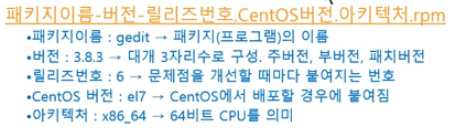 패키지이름-버전-릴리즈번호.CentOS버전.아키텍처.rpm
•패키지이름 : gedit → 패키지(프로그램)의 이름
•버전 : 3.8.3 → 대개 3자리수로 구성. 주버전, 부버전, 패치버전
•릴리즈번호 : 6 → 문제점을 개선할 때마다 붙여지는 번호
•CentOS 버전 : el7 → CentOS에서 배포할 경우에 붙여짐
•아키텍처 : x86_64 → 64비트 CPU를 의미